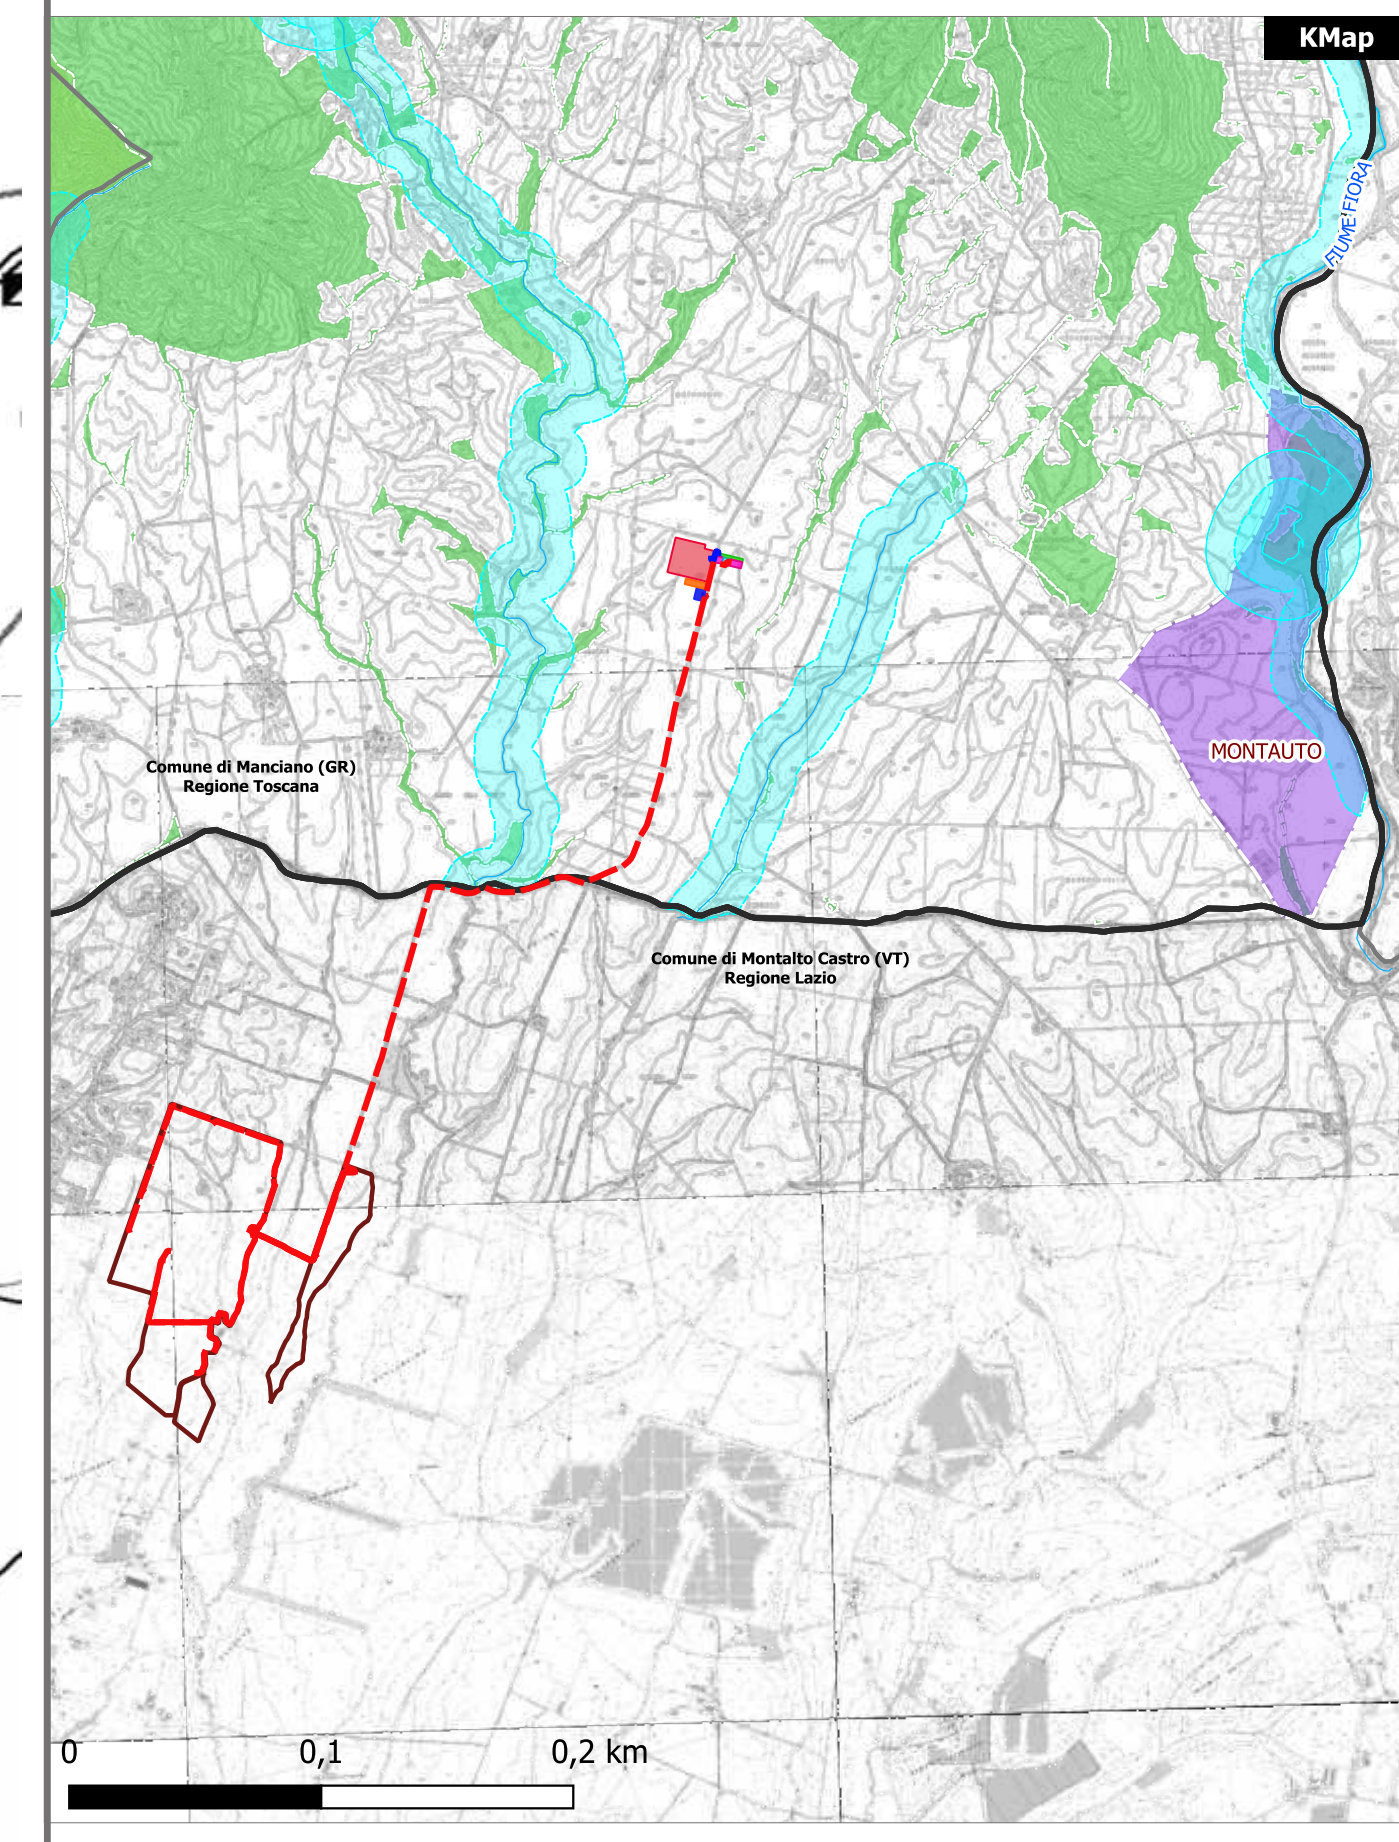 KMap
FIUME FIORA
MONTAUTO
Comune di Manciano (GR)
Regione Toscana
Comune di Montalto Castro (VT)
Regione Lazio
0 0,1 0,2 km